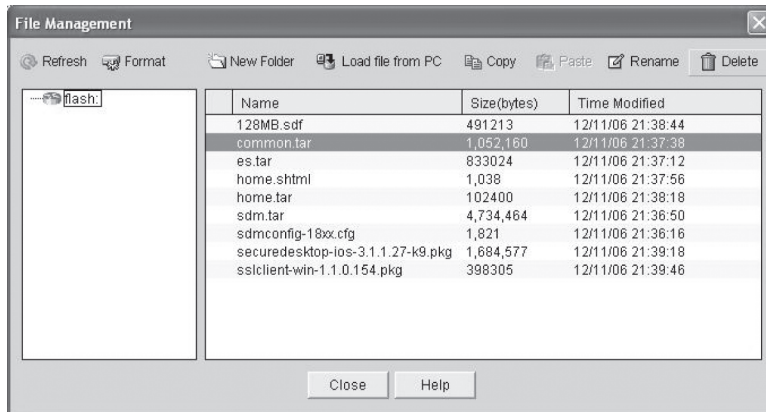 File Management
Refresh Format New Folder Load file from PC Copy Paste Rename Delete
flash:
Name Size(bytes) Time Modified
128MB.sdf 491213 12/11/06 21:38:44
common.tar 1,052,160 12/11/06 21:37:38
es.tar 833024 12/11/06 21:37:12
home.shtml 1,038 12/11/06 21:37:56
home.tar 102400 12/11/06 21:38:18
sdm.tar 4,734,464 12/11/06 21:36:50
sdmconfig-18xx.cfg 1,821 12/11/06 21:36:16
securedesktop-ios-3.1.1.27-k9.pkg 1,684,577 12/11/06 21:39:18
sslclient-win-1.1.0.154.pkg 398305 12/11/06 21:39:46
Close Help